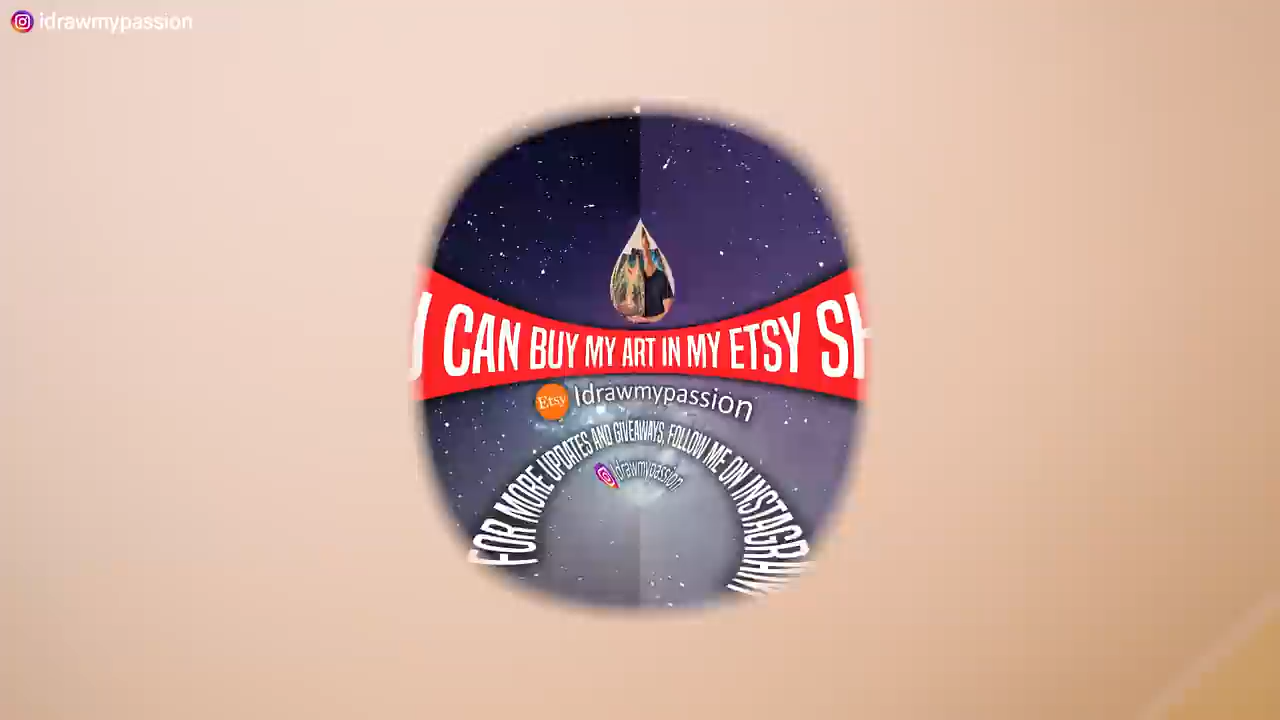 idrawmypassion
CAN BUY MY ART IN MY ETSY
Etsy Idrawmypassion
FOR MORE UPDATES AND GIVEAWAYS, FOLLOW ME ON INSTAGRAM
Idrawmypassion